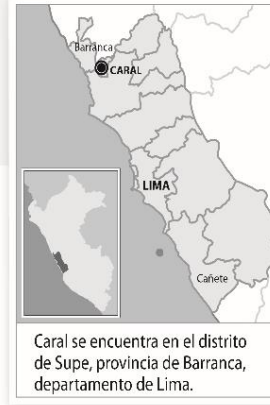 Barranca
CARAL
LIMA
Cañete
Caral se encuentra en el distrito
de Supe, provincia de Barranca,
departamento de Lima.